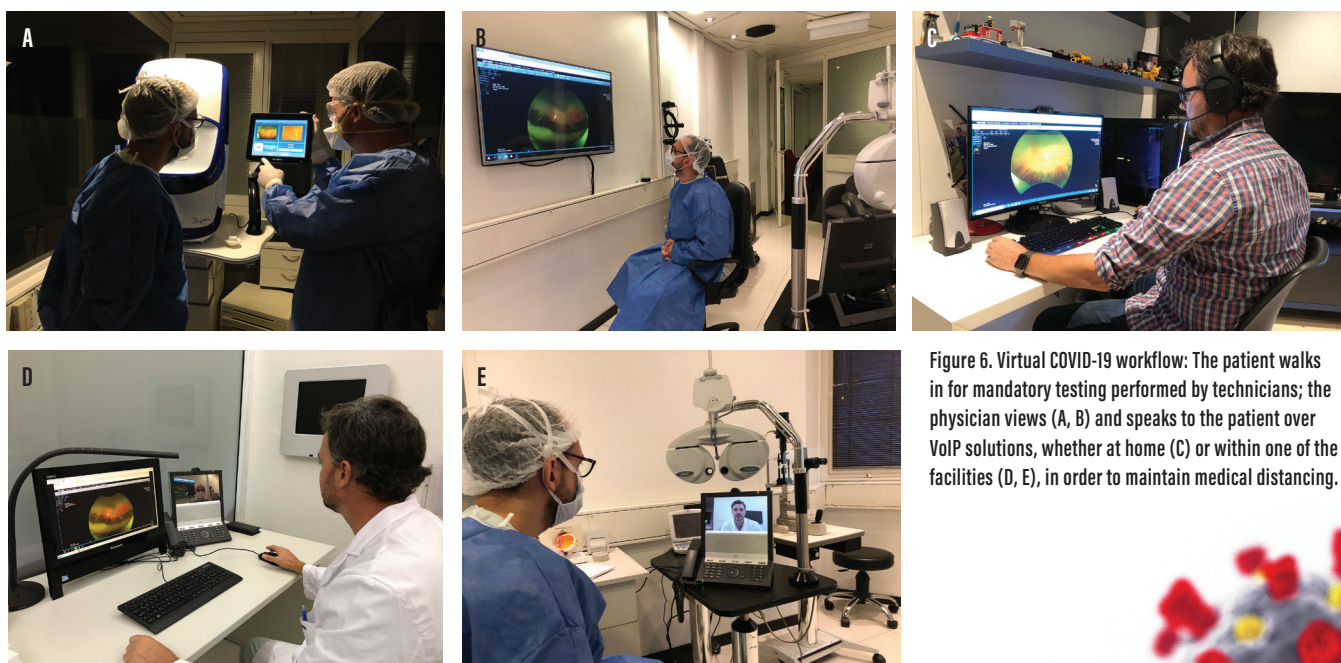 A
B
C
D
E
Figure 6. Virtual COVID-19 workflow: The patient walks
in for mandatory testing performed by technicians; the
physician views (A, B) and speaks to the patient over
VoIP solutions, whether at home (C) or within one of the
facilities (D, E), in order to maintain medical distancing.